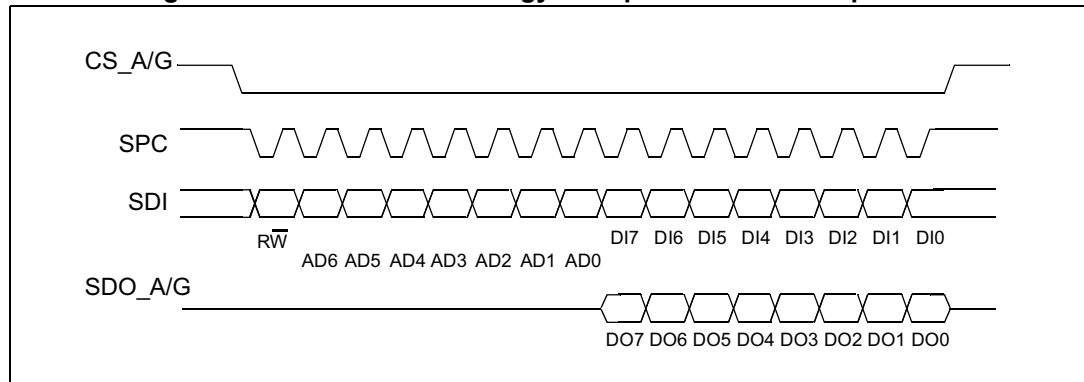 CS_A/G
SPC
SDI
RW̅ DI7 DI6 DI5 DI4 DI3 DI2 DI1 DI0
AD6 AD5 AD4 AD3 AD2 AD1 AD0
SDO_A/G
DO7 DO6 DO5 DO4 DO3 DO2 DO1 DO0